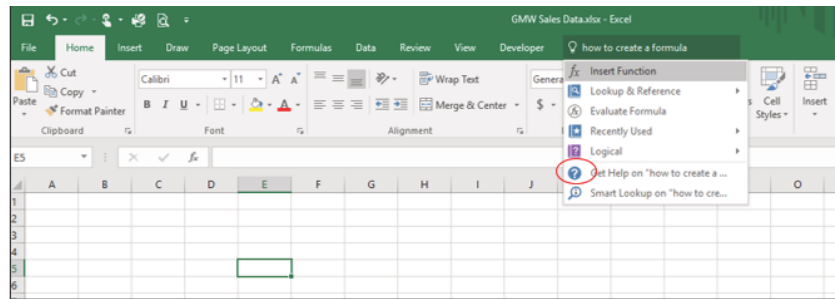 GMW Sales Data.xlsx - Excel
File Home Insert Draw Page Layout Formulas Data Review View Developer how to create a formula
Cut
Copy
Format Painter
Paste
Clipboard
Calibri 11 A A
B I U A
Font
Wrap Text
Merge & Center
Alignment
Genera
$
fx Insert Function
Lookup & Reference
fx Evaluate Formula
Recently Used
? Logical
? Get Help on "how to create a ...
Smart Lookup on "how to cre...
s Cell
Styles
Insert
E5 fx
A B C D E F G H I J O
1
2
3
4
5
6